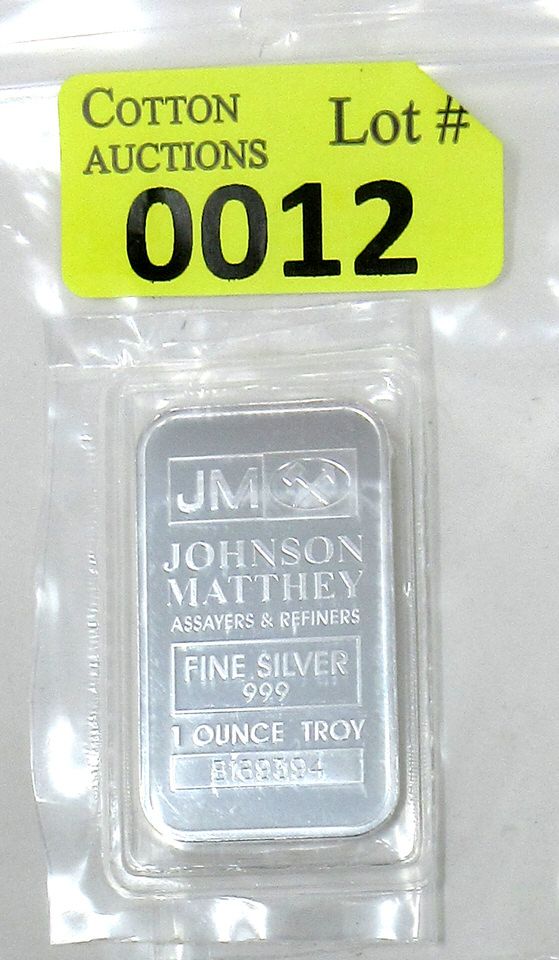 COTTON
AUCTIONS
Lot #
0012
JM
JOHNSON
MATTHEY
ASSAYERS & REFINERS
FINE SILVER
999
1 OUNCE TROY